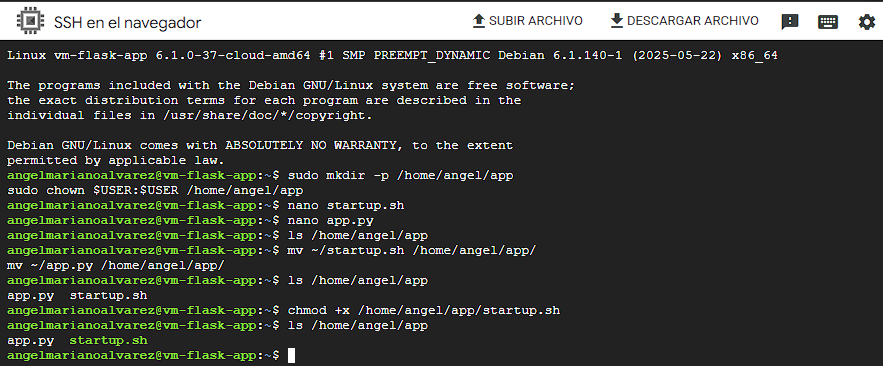 SSH en el navegador
SUBIR ARCHIVO
DESCARGAR ARCHIVO
Linux vm-flask-app 6.1.0-37-cloud-amd64 #1 SMP PREEMPT_DYNAMIC Debian 6.1.140-1 (2025-05-22) x86_64
The programs included with the Debian GNU/Linux system are free software;
the exact distribution terms for each program are described in the
individual files in /usr/share/doc/*/copyright.
Debian GNU/Linux comes with ABSOLUTELY NO WARRANTY, to the extent
permitted by applicable law.
angelmarianoalvarez@vm-flask-app:~$ sudo mkdir -p /home/angel/app
sudo chown $USER:$USER /home/angel/app
angelmarianoalvarez@vm-flask-app:~$ nano startup.sh
angelmarianoalvarez@vm-flask-app:~$ nano app.py
angelmarianoalvarez@vm-flask-app:~$ ls /home/angel/app
angelmarianoalvarez@vm-flask-app:~$ mv ~/startup.sh /home/angel/app/
mv ~/app.py /home/angel/app/
angelmarianoalvarez@vm-flask-app:~$ ls /home/angel/app
app.py  startup.sh
angelmarianoalvarez@vm-flask-app:~$ chmod +x /home/angel/app/startup.sh
angelmarianoalvarez@vm-flask-app:~$ ls /home/angel/app
app.py  startup.sh
angelmarianoalvarez@vm-flask-app:~$